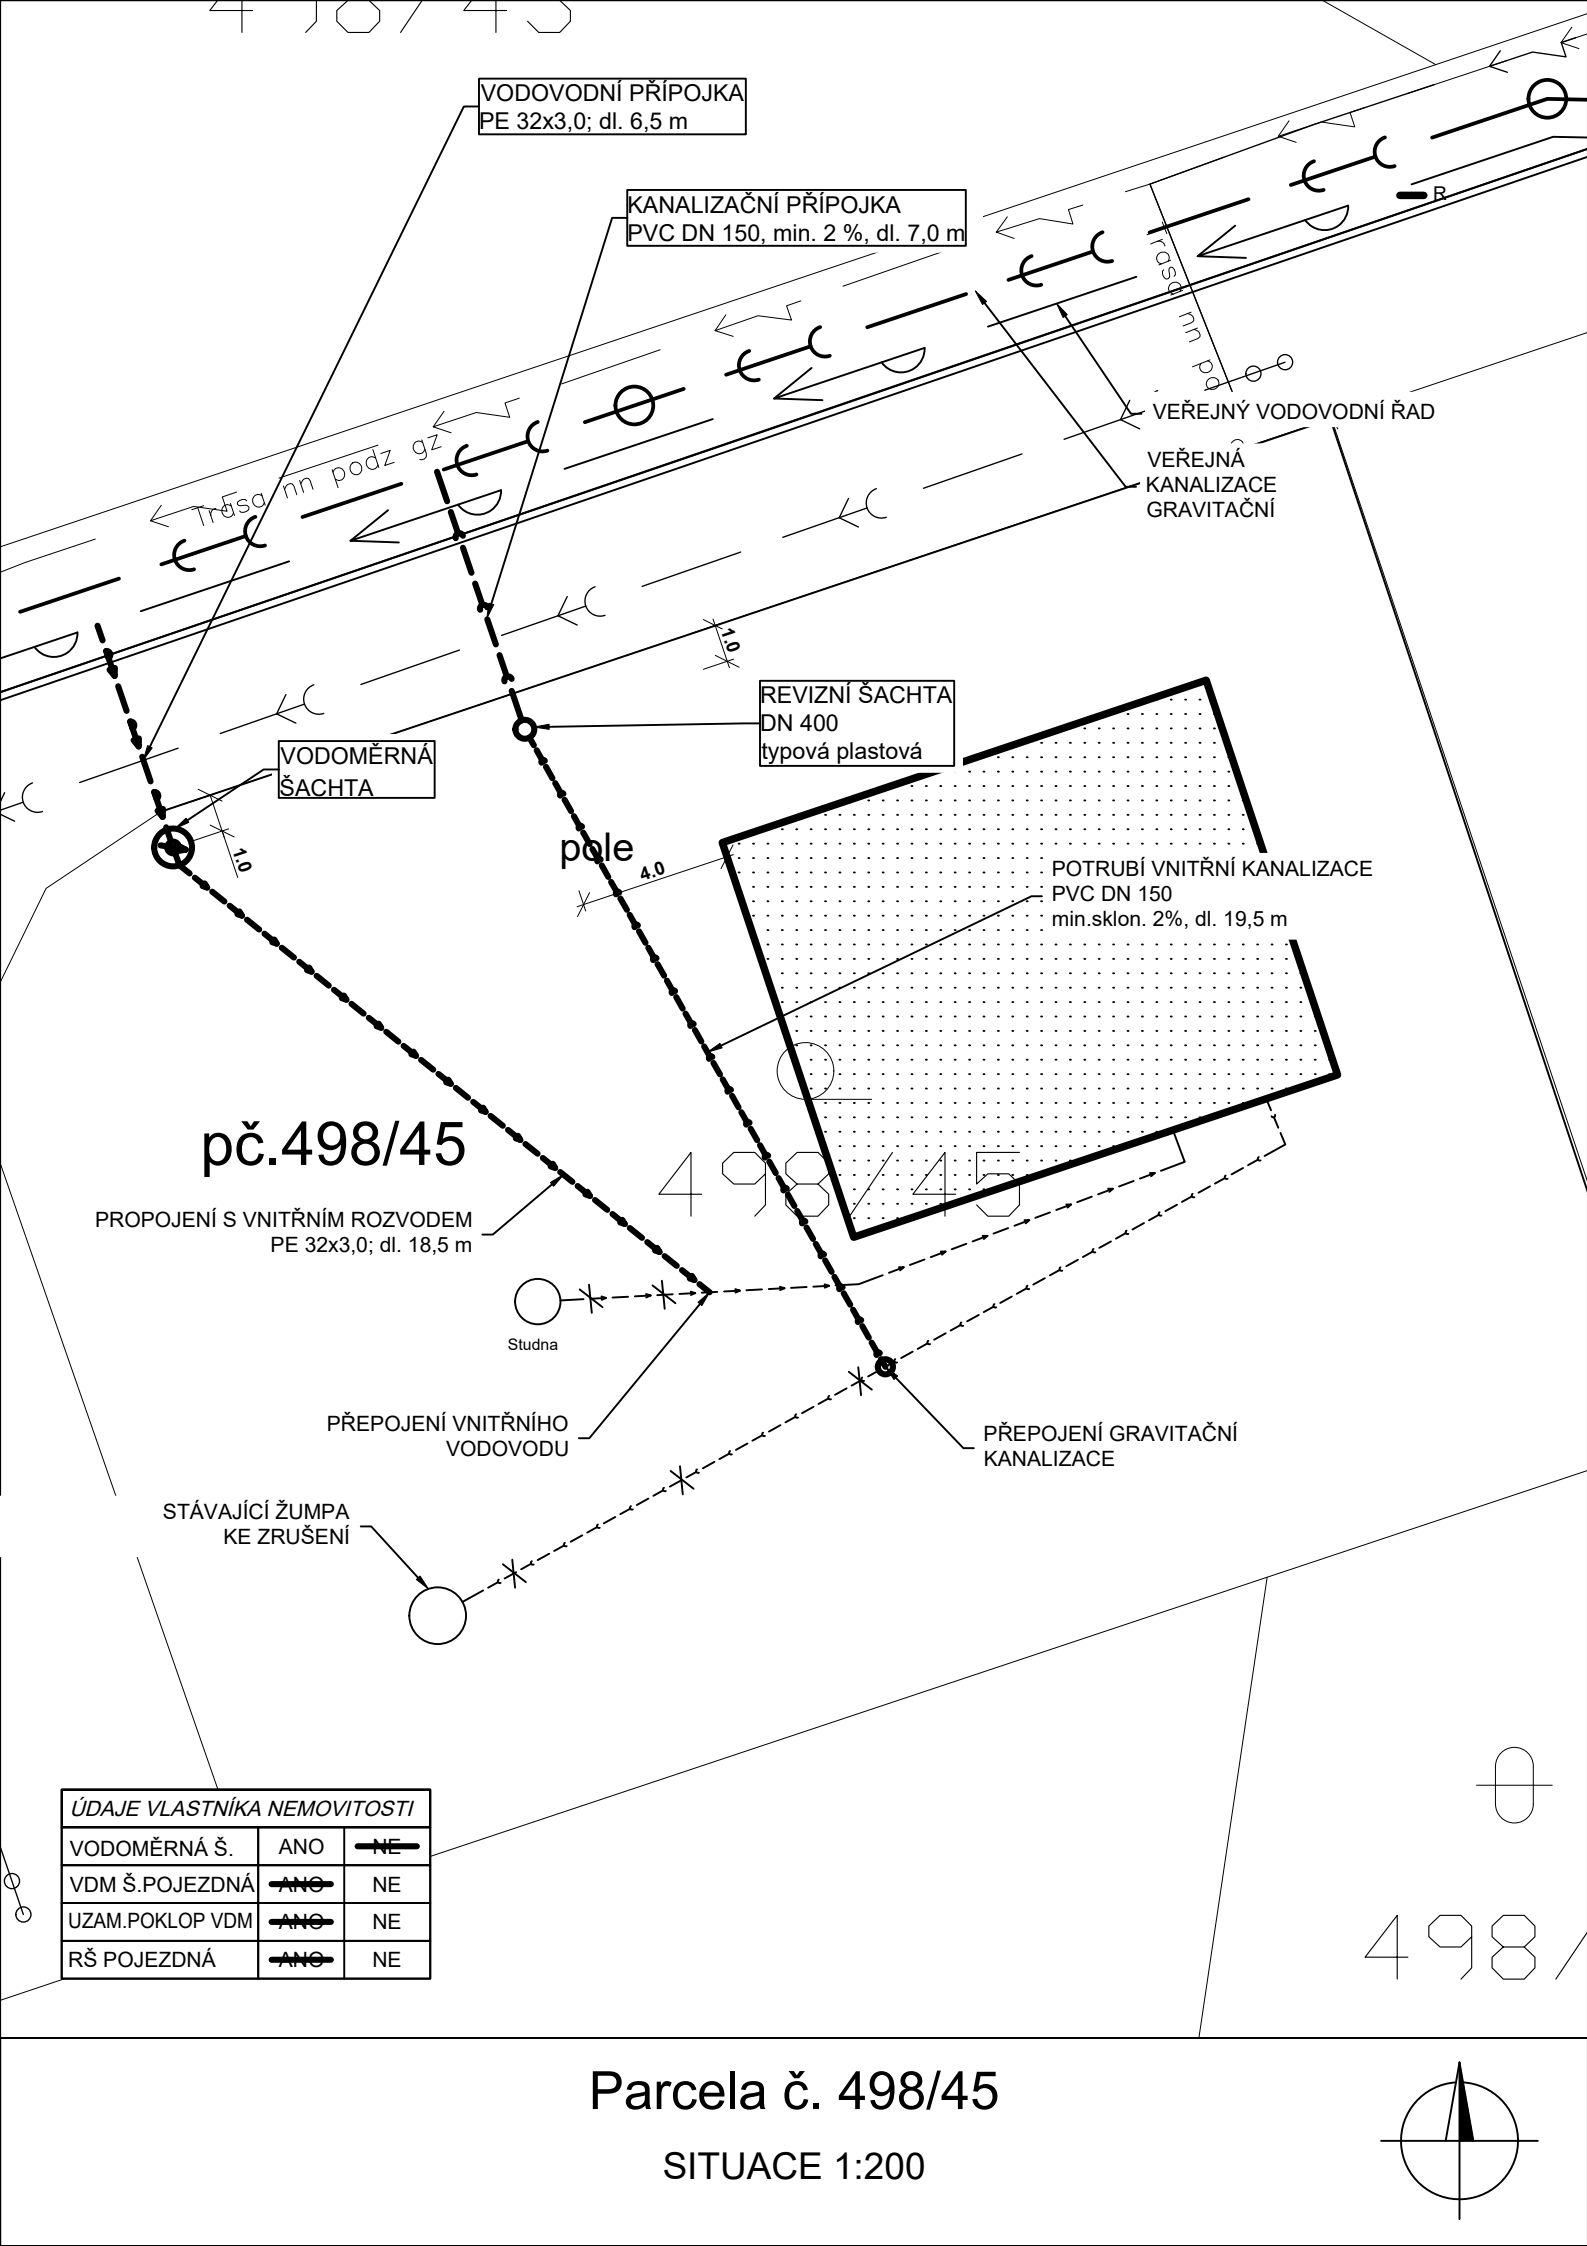 498/45
VODOVODNÍ PŘÍPOJKA
PE 32x3,0; dl. 6,5 m
KANALIZAČNÍ PŘÍPOJKA
PVC DN 150, min. 2 %, dl. 7,0 m
R
Trasa nn po
VEŘEJNÝ VODOVODNÍ ŘAD
Trasa nn podz gz
VEŘEJNÁ
KANALIZACE
GRAVITAČNÍ
1.0
REVIZNÍ ŠACHTA
DN 400
typová plastová
VODOMĚRNÁ
ŠACHTA
1.0
pole
4.0
POTRUBÍ VNITŘNÍ KANALIZACE
PVC DN 150
min.sklon. 2%, dl. 19,5 m
pč.498/45
498/45
PROPOJENÍ S VNITŘNÍM ROZVODEM
PE 32x3,0; dl. 18,5 m
Studna
PŘEPOJENÍ VNITŘNÍHO
VODOVODU
PŘEPOJENÍ GRAVITAČNÍ
KANALIZACE
STÁVAJÍCÍ ŽUMPA
KE ZRUŠENÍ
ÚDAJE VLASTNÍKA NEMOVITOSTI
VODOMĚRNÁ Š. ANO NE
VDM Š.POJEZDNÁ ANO NE
UZAM.POKLOP VDM ANO NE
RŠ POJEZDNÁ ANO NE
498/
Parcela č. 498/45
SITUACE 1:200